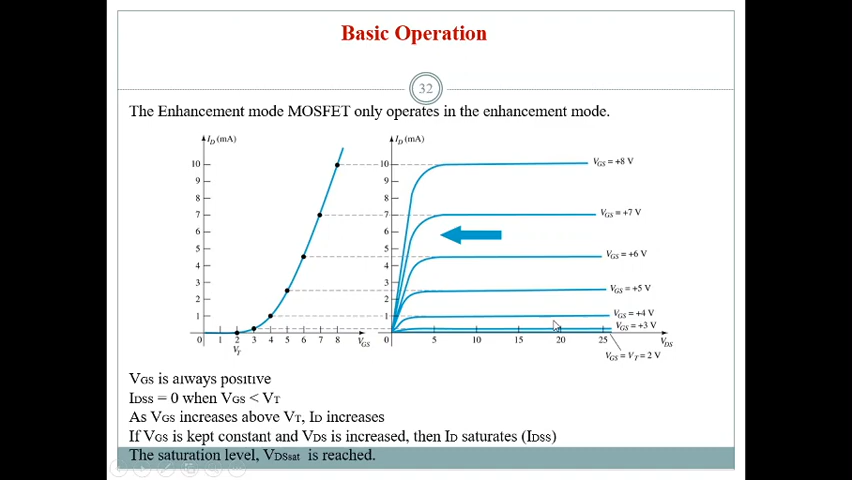 Basic Operation
32
The Enhancement mode MOSFET only operates in the enhancement mode.
ID (mA)
10
9
8
7
6
5
4
3
2
1
0 1 2 3 4 5 6 7 8 VGS
VT
ID (mA)
10
9
8
7
6
5
4
3
2
1
0 5 10 15 20 25 VDS
VGS = +8 V
VGS = +7 V
VGS = +6 V
VGS = +5 V
VGS = +4 V
VGS = +3 V
VGS = VT = 2 V
VGS is always positive
IDSS = 0 when VGS < VT
As VGS increases above VT, ID increases
If VGS is kept constant and VDS is increased, then ID saturates (IDSS)
The saturation level, VDSsat is reached.